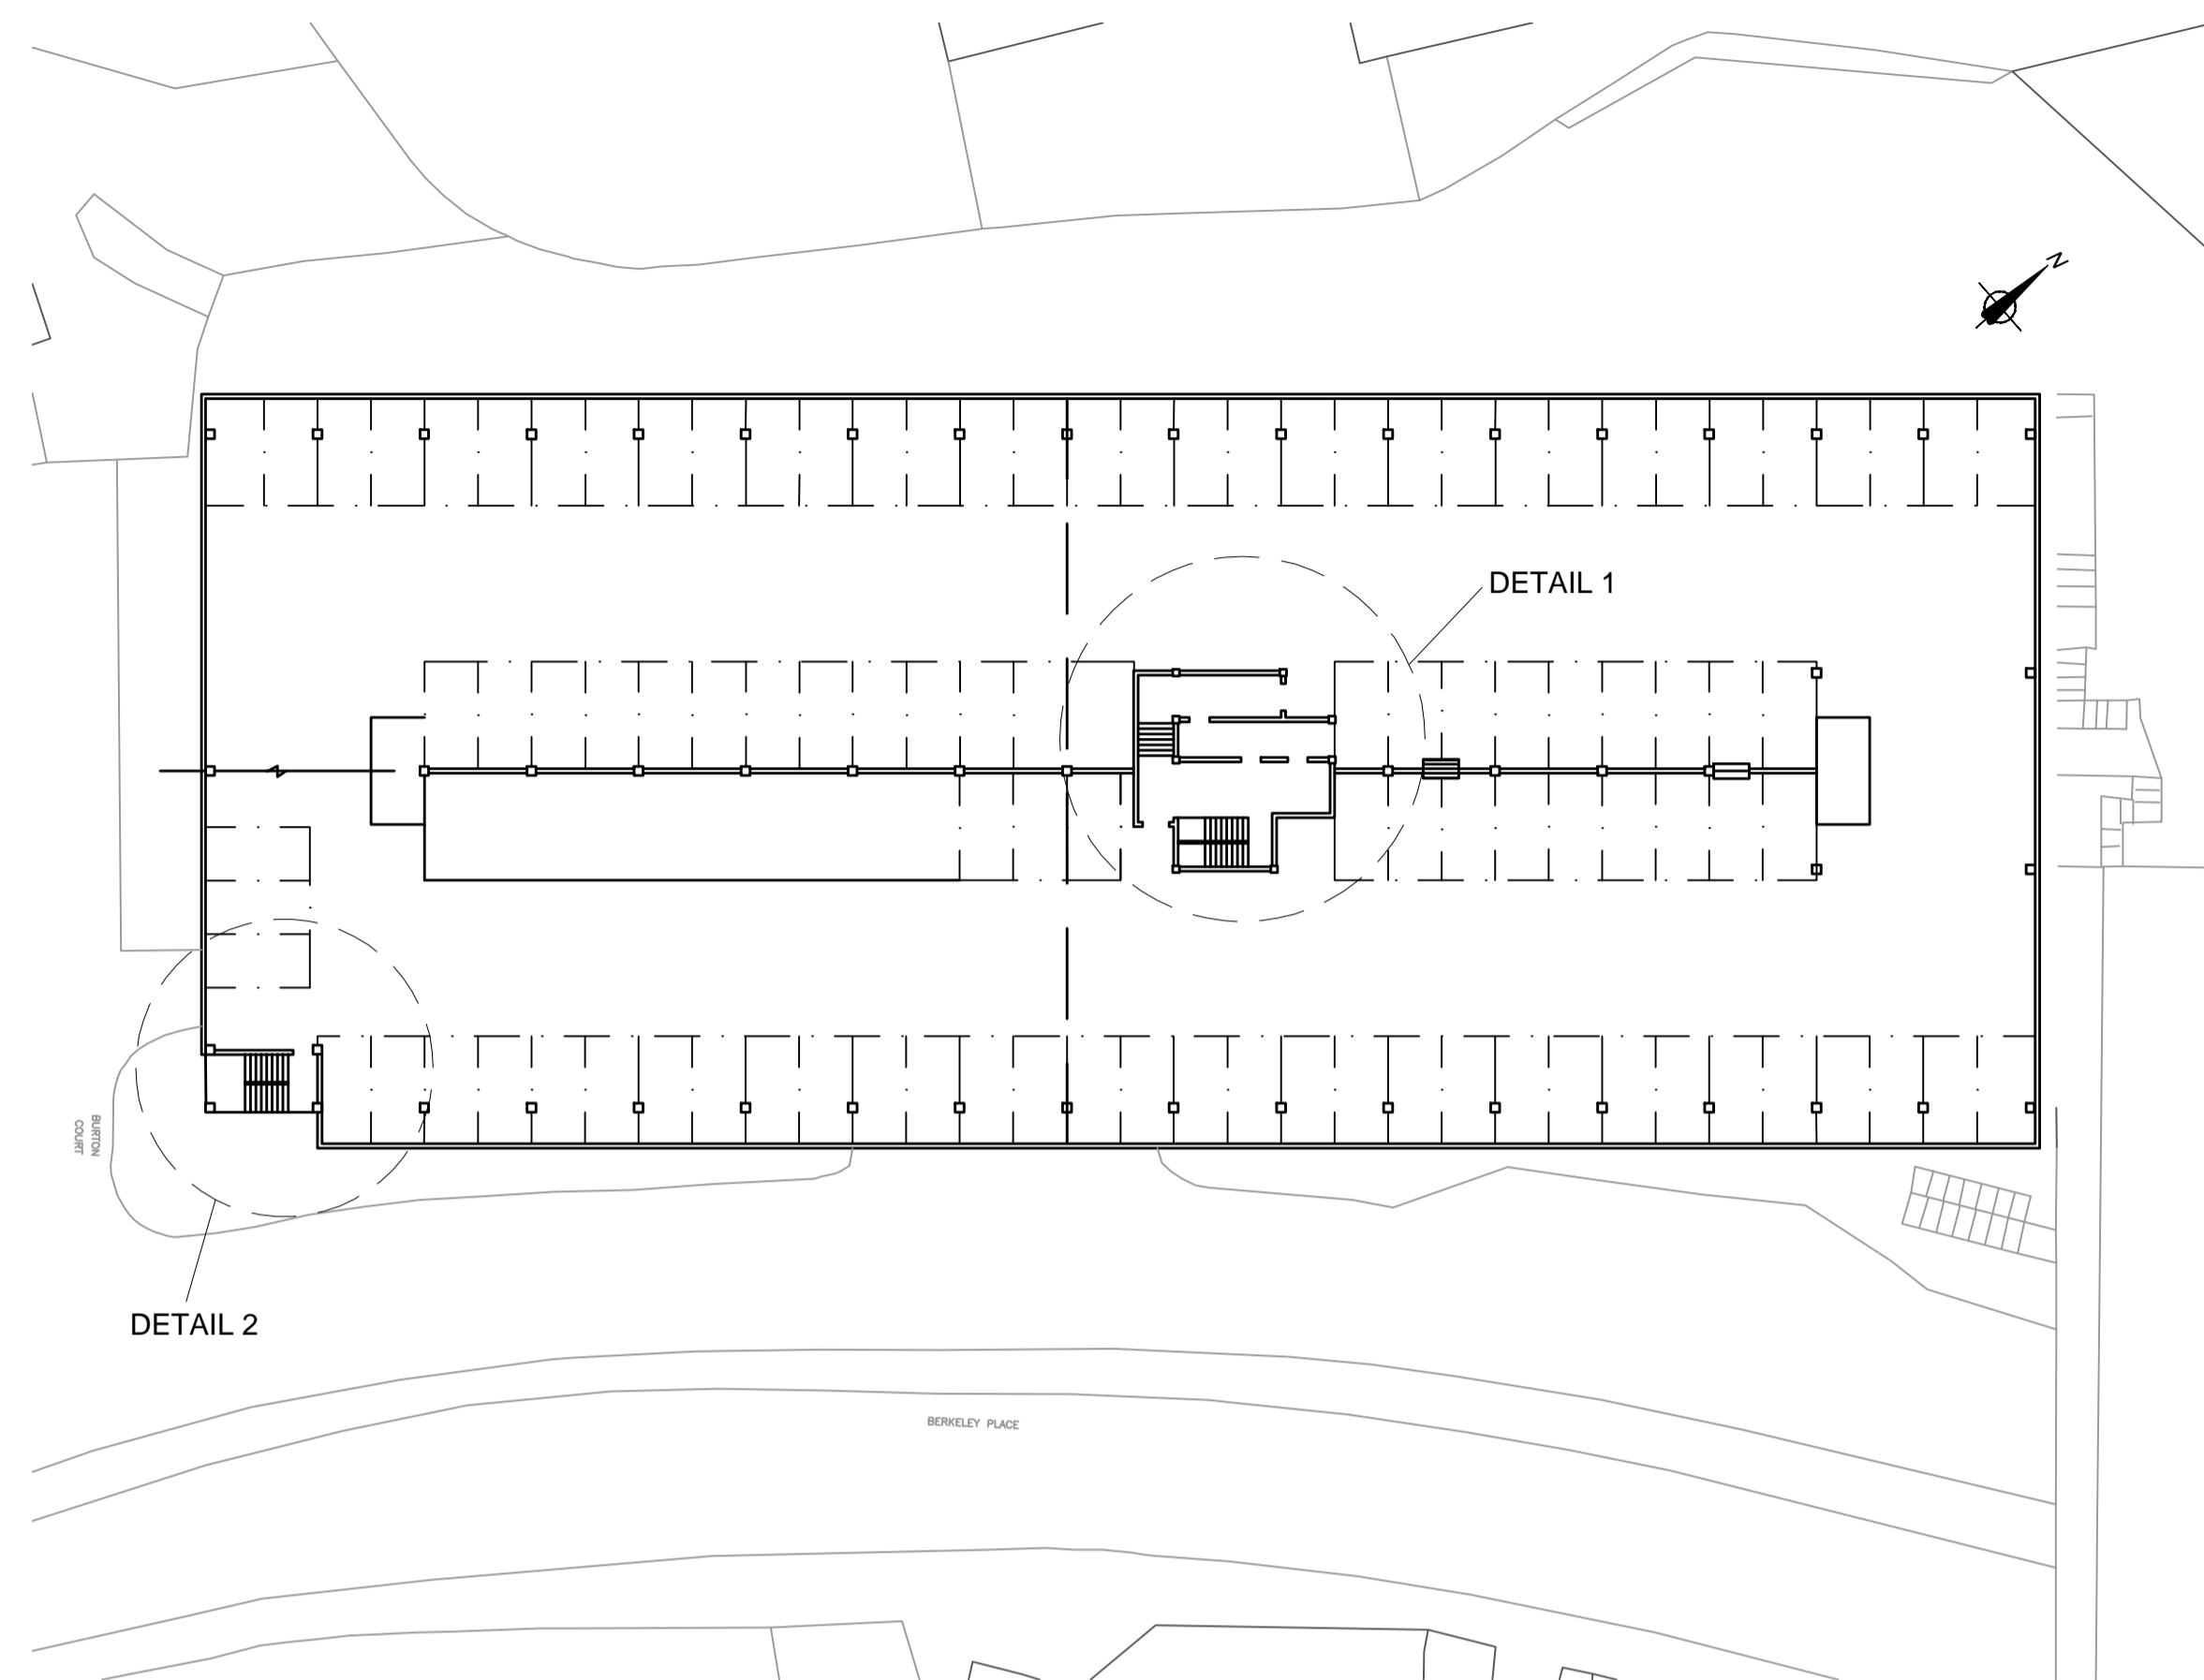 N
DETAIL 1
BURTON
COURT
DETAIL 2
BERKELEY PLACE